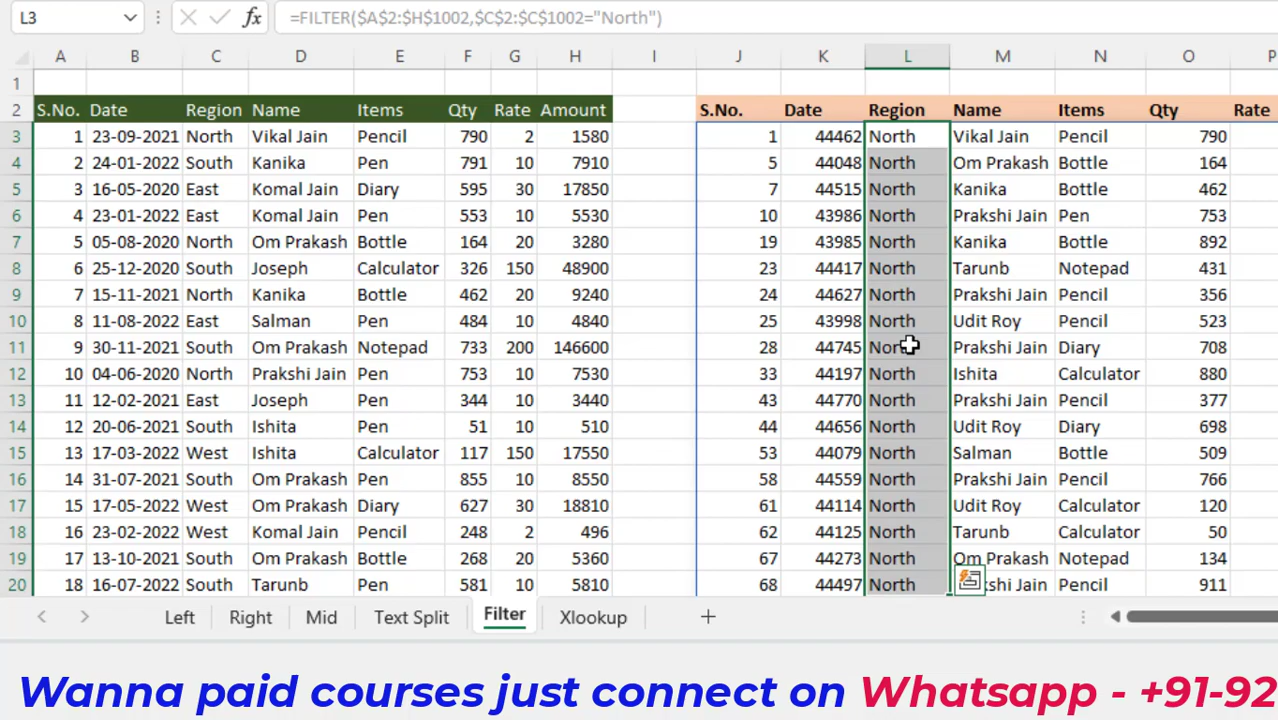 L3 fx =FILTER($A$2:$H$1002,$C$2:$C$1002="North")
A B C D E F G H I J K L M N O P
1
2 S.No. Date Region Name Items Qty Rate Amount S.No. Date Region Name Items Qty Rate
3 1 23-09-2021 North Vikal Jain Pencil 790 2 1580 1 44462 North Vikal Jain Pencil 790
4 2 24-01-2022 South Kanika Pen 791 10 7910 5 44048 North Om Prakash Bottle 164
5 3 16-05-2020 East Komal Jain Diary 595 30 17850 7 44515 North Kanika Bottle 462
6 4 23-01-2022 East Komal Jain Pen 553 10 5530 10 43986 North Prakshi Jain Pen 753
7 5 05-08-2020 North Om Prakash Bottle 164 20 3280 19 43985 North Kanika Bottle 892
8 6 25-12-2020 South Joseph Calculator 326 150 48900 23 44417 North Tarunb Notepad 431
9 7 15-11-2021 North Kanika Bottle 462 20 9240 24 44627 North Prakshi Jain Pencil 356
10 8 11-08-2022 East Salman Pen 484 10 4840 25 43998 North Udit Roy Pencil 523
11 9 30-11-2021 South Om Prakash Notepad 733 200 146600 28 44745 North Prakshi Jain Diary 708
12 10 04-06-2020 North Prakshi Jain Pen 753 10 7530 33 44197 North Ishita Calculator 880
13 11 12-02-2021 East Joseph Pen 344 10 3440 43 44770 North Prakshi Jain Pencil 377
14 12 20-06-2021 South Ishita Pen 51 10 510 44 44656 North Udit Roy Diary 698
15 13 17-03-2022 West Ishita Calculator 117 150 17550 53 44079 North Salman Bottle 509
16 14 31-07-2021 South Om Prakash Pen 855 10 8550 58 44559 North Prakshi Jain Pencil 766
17 15 17-05-2022 West Om Prakash Diary 627 30 18810 61 44114 North Udit Roy Calculator 120
18 16 23-02-2022 West Komal Jain Pencil 248 2 496 62 44125 North Tarunb Calculator 50
19 17 13-10-2021 South Om Prakash Bottle 268 20 5360 67 44273 North Om Prakash Notepad 134
20 18 16-07-2022 South Tarunb Pen 581 10 5810 68 44497 North Jain Pencil 911
Left Right Mid Text Split Filter Xlookup
Wanna paid courses just connect on Whatsapp - +91-92